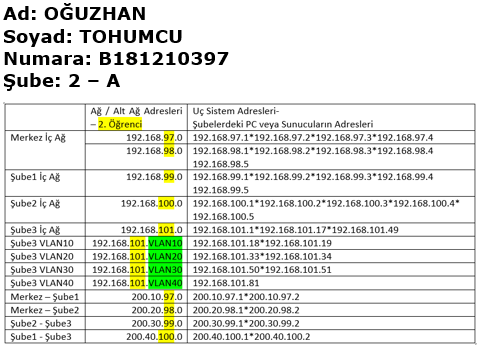 Ad: OĞUZHAN
Soyad: TOHUMCU
Numara: B181210397
Şube: 2 – A
Ağ / Alt Ağ Adresleri – 2. Öğrenci Uç Sistem Adresleri- Şubelerdeki PC veya Sunucuların Adresleri
Merkez İç Ağ 192.168.97.0 192.168.97.1*192.168.97.2*192.168.97.3*192.168.97.4
192.168.98.0 192.168.98.1*192.168.98.2*192.168.98.3*192.168.98.4
192.168.98.5
Şube1 İç Ağ 192.168.99.0 192.168.99.1*192.168.99.2*192.168.99.3*192.168.99.4
192.168.99.5
Şube2 İç Ağ 192.168.100.0 192.168.100.1*192.168.100.2*192.168.100.3*192.168.100.4*
192.168.100.5
Şube3 İç Ağ 192.168.101.0 192.168.101.1*192.168.101.17*192.168.101.49
Şube3 VLAN10 192.168.101.VLAN10 192.168.101.18*192.168.101.19
Şube3 VLAN20 192.168.101.VLAN20 192.168.101.33*192.168.101.34
Şube3 VLAN30 192.168.101.VLAN30 192.168.101.50*192.168.101.51
Şube3 VLAN40 192.168.101.VLAN40 192.168.101.81
Merkez – Şube1 200.10.97.0 200.10.97.1*200.10.97.2
Merkez – Şube2 200.20.98.0 200.20.98.1*200.20.98.2
Şube2 - Şube3 200.30.99.0 200.30.99.1*200.30.99.2
Şube1 - Şube3 200.40.100.0 200.40.100.1*200.40.100.2